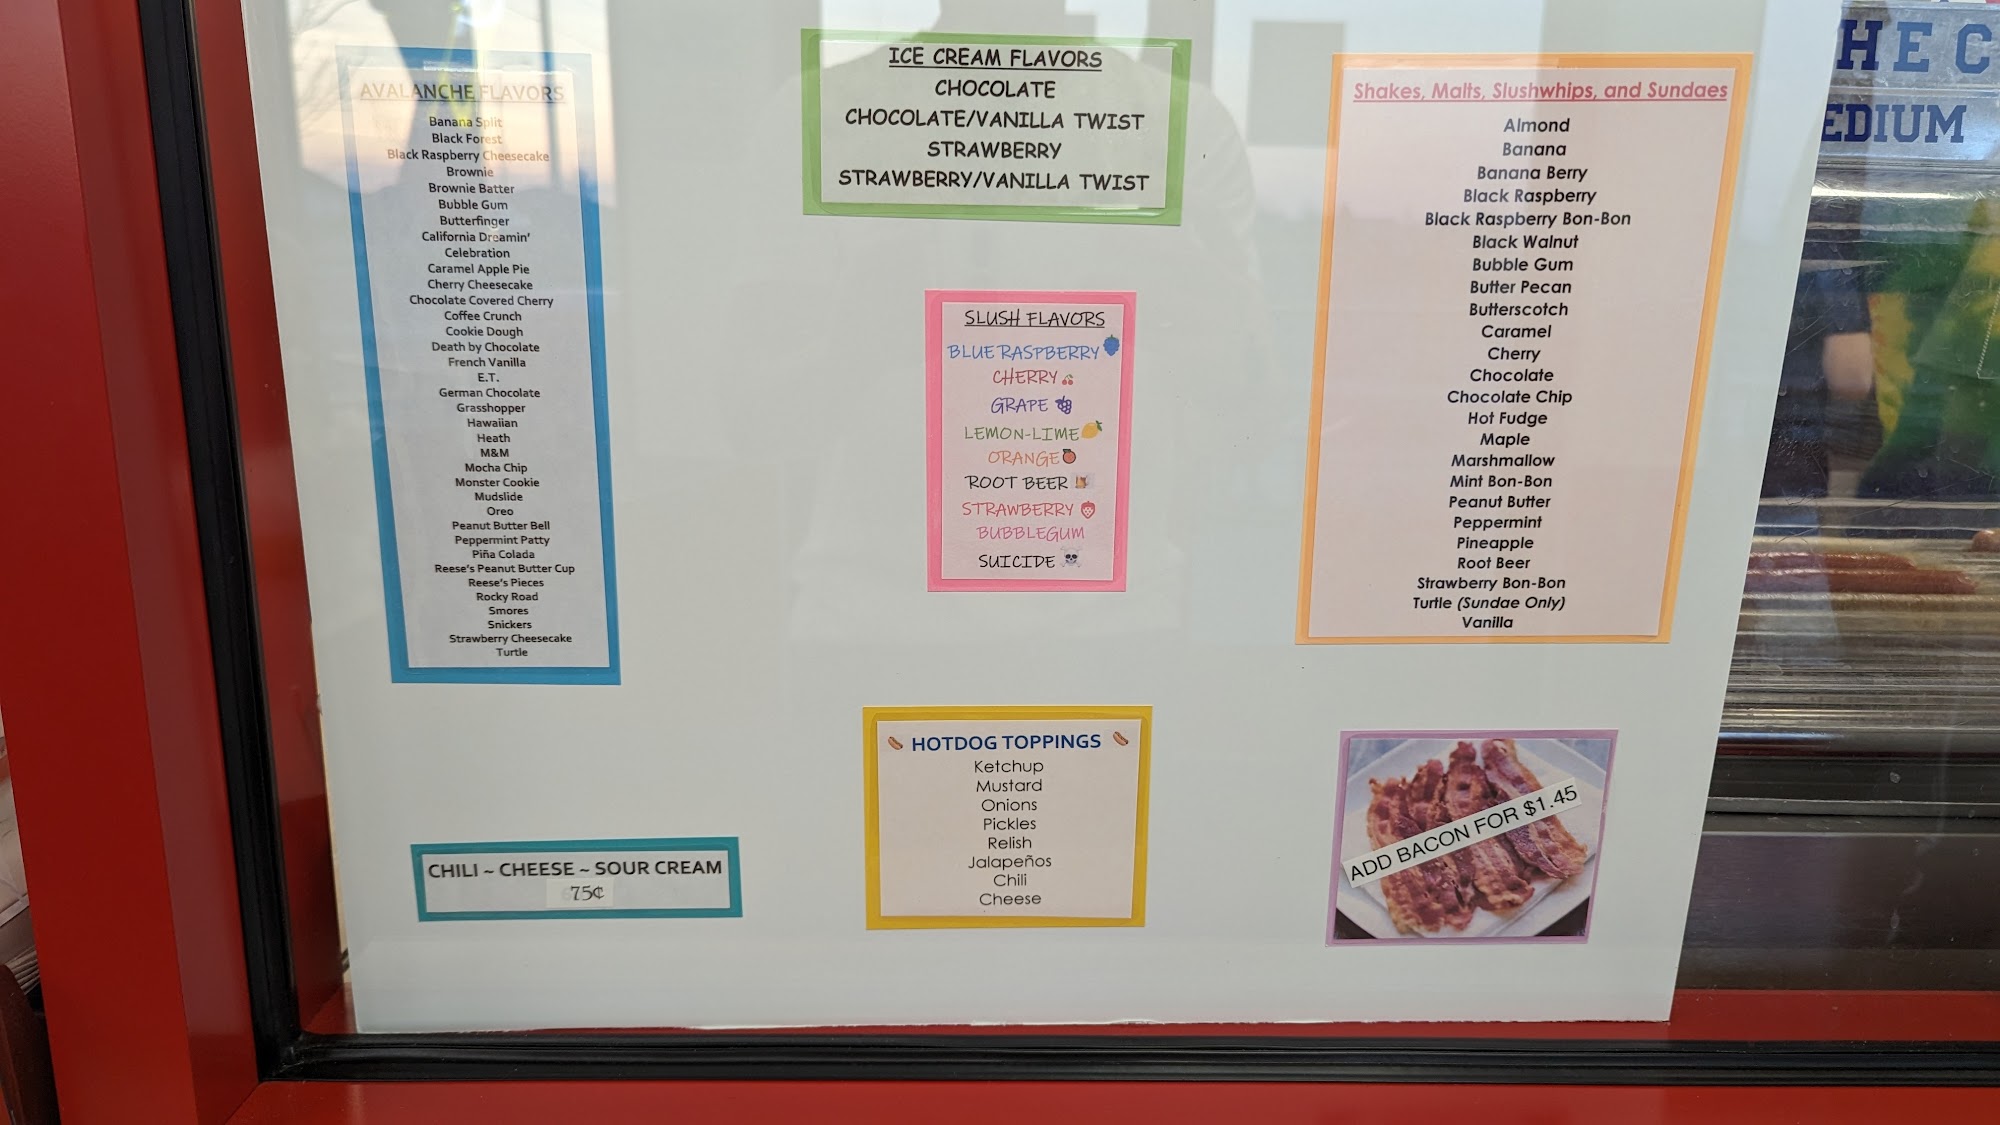 AVALANCHE FLAVORS
Banana Split
Black Forest
Black Raspberry Cheesecake
Brownie
Brownie Batter
Bubble Gum
Butterfinger
California Dreamin'
Celebration
Caramel Apple Pie
Cherry Cheesecake
Chocolate Covered Cherry
Coffee Crunch
Cookie Dough
Death by Chocolate
French Vanilla
E.T.
German Chocolate
Grasshopper
Hawaiian
Heath
M&M
Mocha Chip
Monster Cookie
Mudslide
Oreo
Peanut Butter Bell
Peppermint Patty
Piña Colada
Reese's Peanut Butter Cup
Reese's Pieces
Rocky Road
Smores
Snickers
Strawberry Cheesecake
Turtle
ICE CREAM FLAVORS
CHOCOLATE
CHOCOLATE/VANILLA TWIST
STRAWBERRY
STRAWBERRY/VANILLA TWIST
SLUSH FLAVORS
BLUE RASPBERRY
CHERRY
GRAPE
LEMON-LIME
ORANGE
ROOT BEER
STRAWBERRY
BUBBLEGUM
SUICIDE
Shakes, Malts, Slushwhips, and Sundaes
Almond
Banana
Banana Berry
Black Raspberry
Black Raspberry Bon-Bon
Black Walnut
Bubble Gum
Butter Pecan
Butterscotch
Caramel
Cherry
Chocolate
Chocolate Chip
Hot Fudge
Maple
Marshmallow
Mint Bon-Bon
Peanut Butter
Peppermint
Pineapple
Root Beer
Strawberry Bon-Bon
Turtle (Sundae Only)
Vanilla
CHILI ~ CHEESE ~ SOUR CREAM
75¢
HOTDOG TOPPINGS
Ketchup
Mustard
Onions
Pickles
Relish
Jalapeños
Chili
Cheese
ADD BACON FOR $1.45
HE C
EDIUM